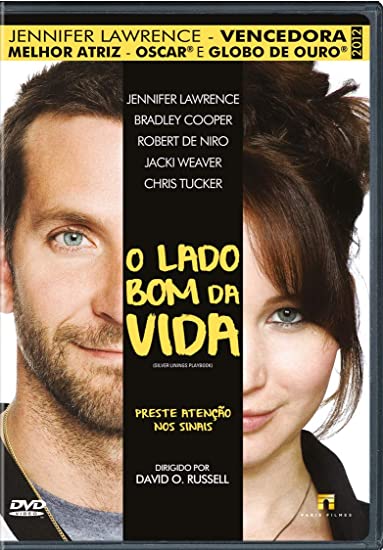 JENNIFER LAWRENCE - VENCEDORA
MELHOR ATRIZ - OSCAR® E GLOBO DE OURO®
2012
JENNIFER LAWRENCE
BRADLEY COOPER
ROBERT DE NIRO
JACKI WEAVER
CHRIS TUCKER
O LADO
BOM DA
VIDA
(SILVER LININGS PLAYBOOK)
PRESTE ATENÇÃO
NOS SINAIS
DIRIGIDO POR
DAVID O. RUSSELL
DVD
VIDEO
PARIS FILMES